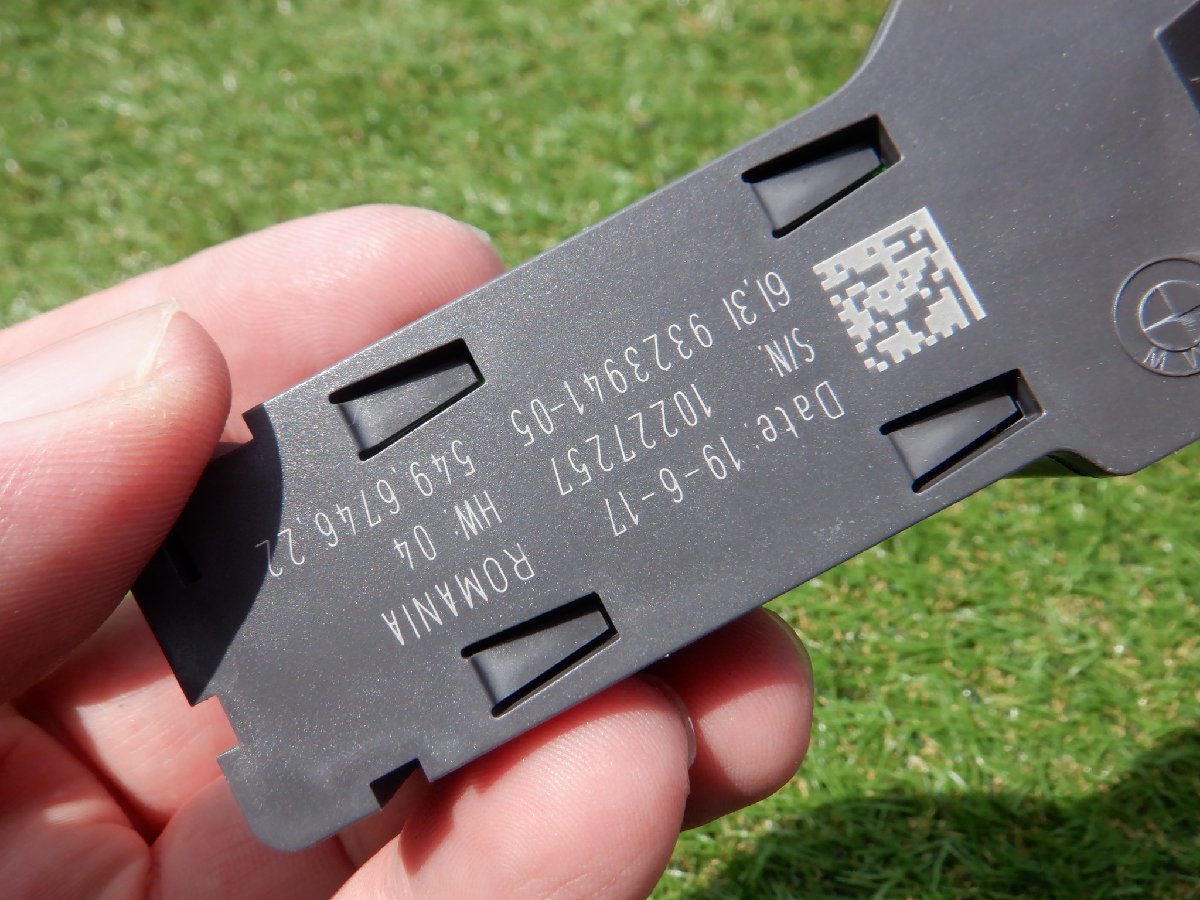 61.31 9323941-05 549.6746.22
S/N: 10227257 HW: 04
Date: 19-6-17 ROMANIA